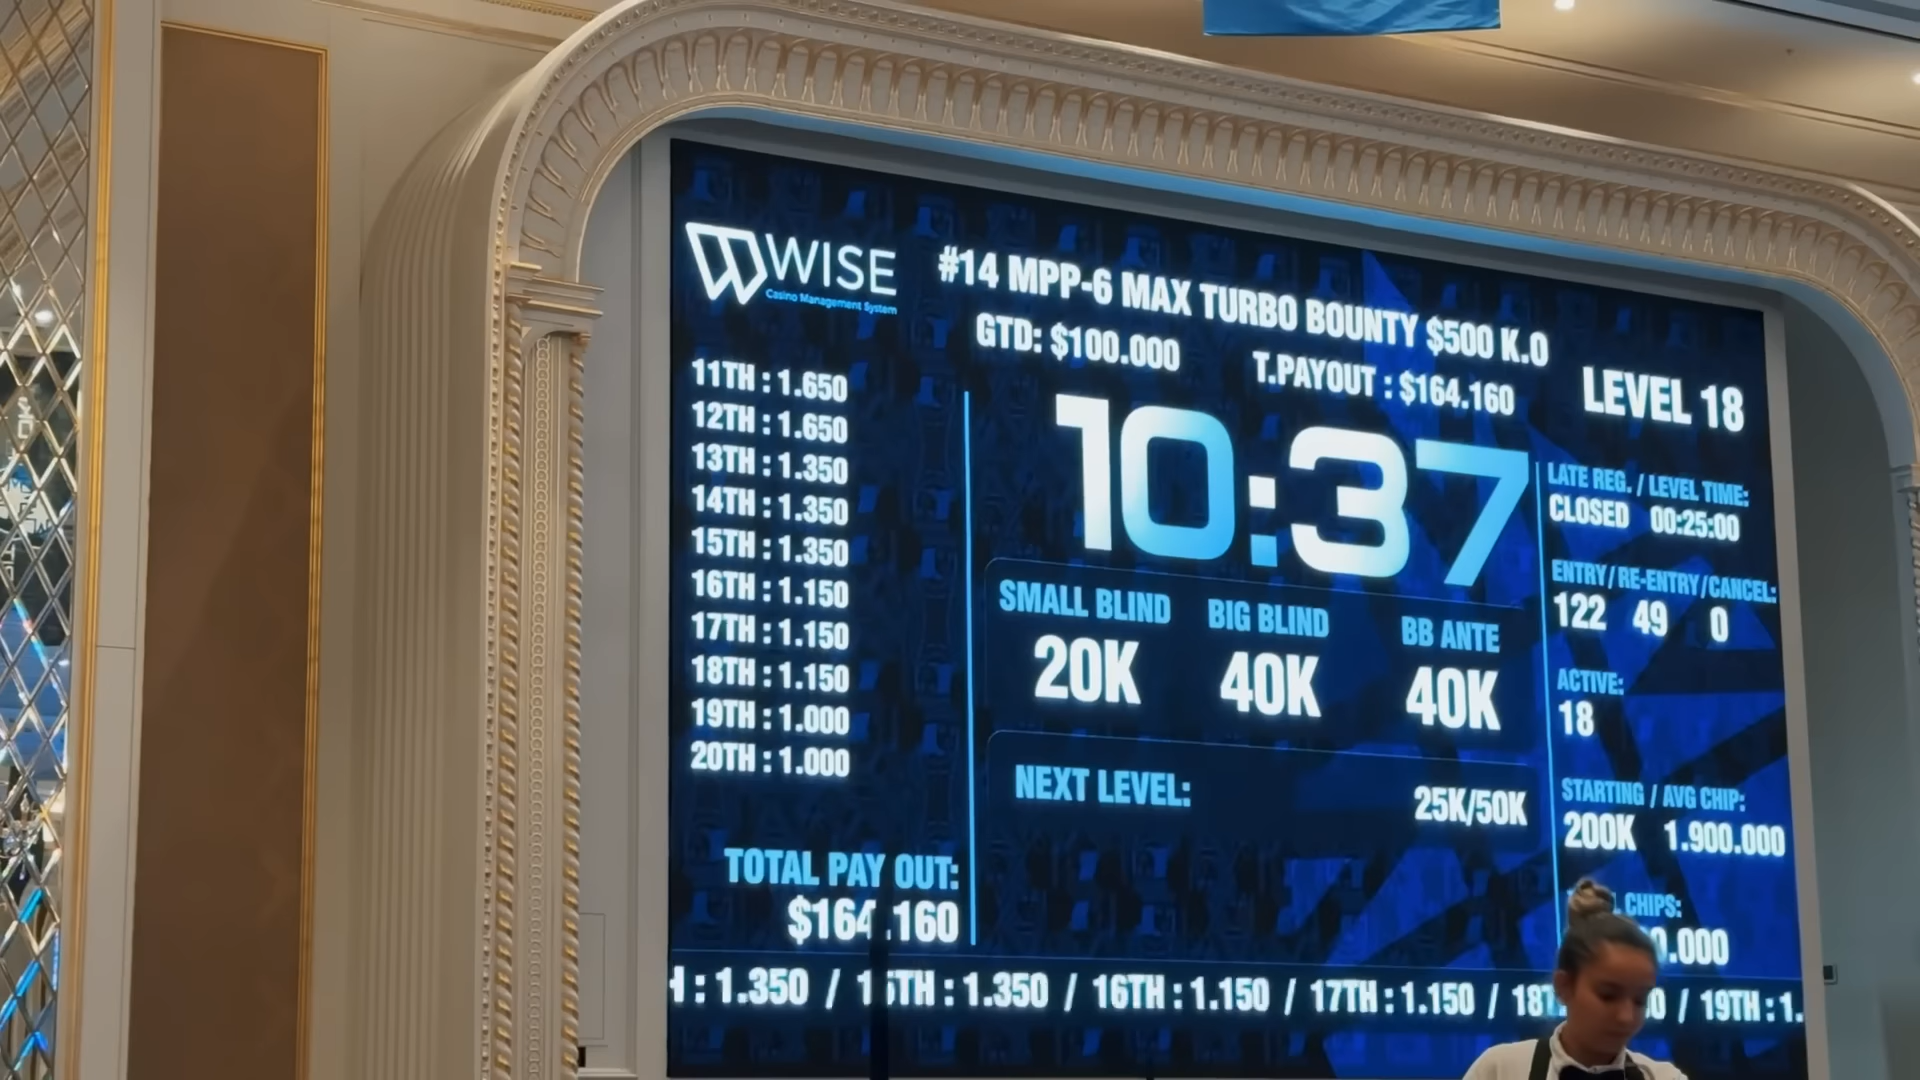 WISE
Casino Management System
#14 MPP-6 MAX TURBO BOUNTY $500 K.O
GTD: $100.000
T.PAYOUT : $164.160
LEVEL 18
11TH : 1.650
12TH : 1.650
13TH : 1.350
14TH : 1.350
15TH : 1.350
16TH : 1.150
17TH : 1.150
18TH : 1.150
19TH : 1.000
20TH : 1.000
TOTAL PAY OUT:
$164.160
10:37
SMALL BLIND BIG BLIND BB ANTE
20K 40K 40K
NEXT LEVEL: 25K/50K
LATE REG. / LEVEL TIME:
CLOSED 00:25:00
ENTRY/ RE-ENTRY/CANCEL:
122 49 0
ACTIVE:
18
STARTING / AVG CHIP:
200K 1.900.000
CHIPS:
: 1.350 / 15TH : 1.350 / 16TH : 1.150 / 17TH : 1.150 / / 19TH : 1.